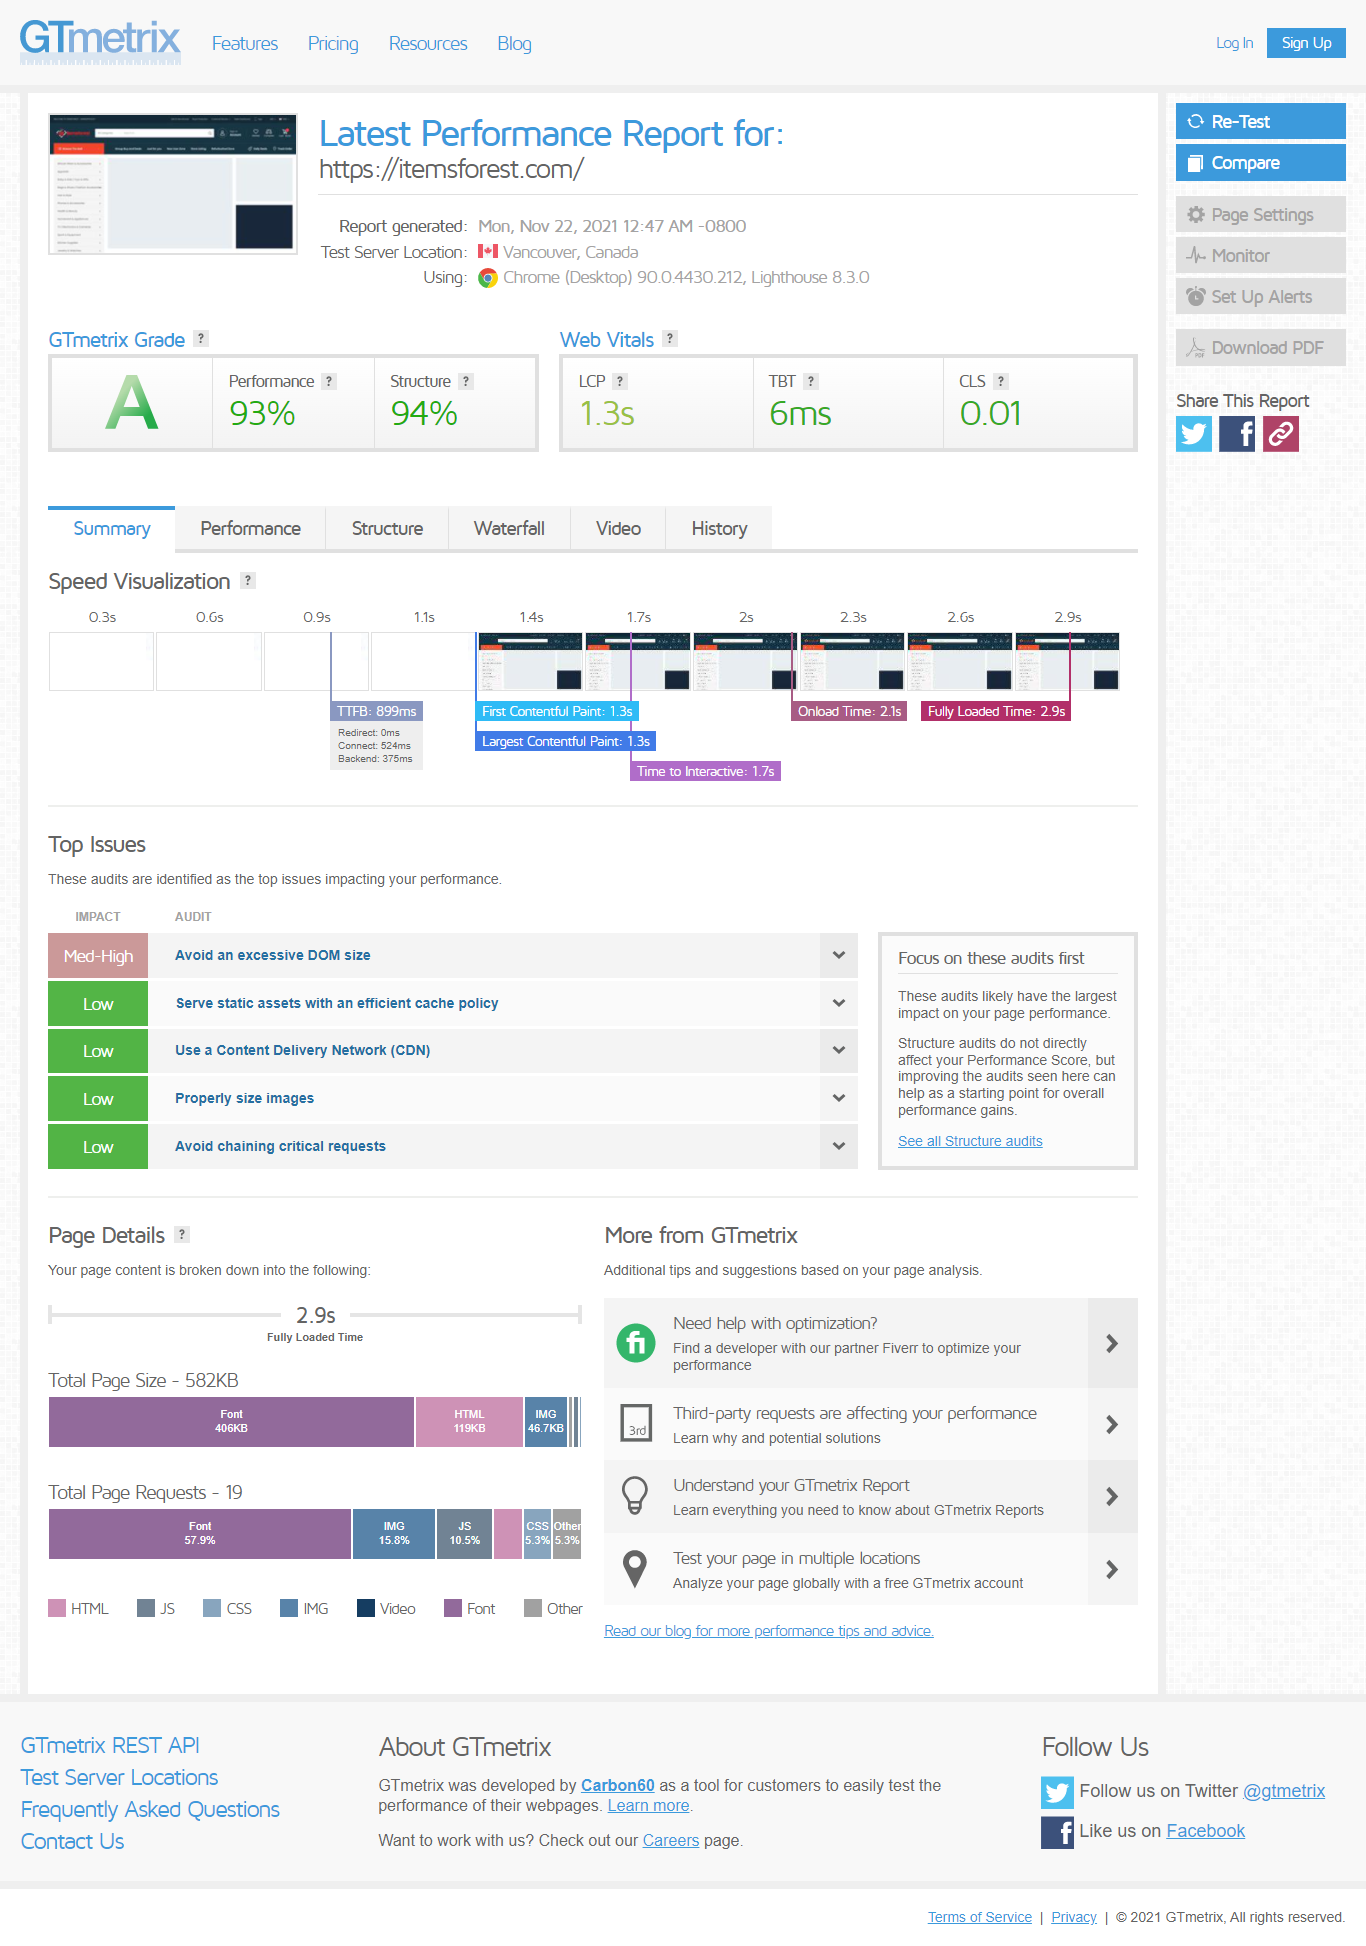 GTmetrix
Features Pricing Resources Blog
Log In Sign Up
Latest Performance Report for:
https://itemsforest.com/
Report generated: Mon, Nov 22, 2021 12:47 AM -0800
Test Server Location: Vancouver, Canada
Using: Chrome (Desktop) 90.0.4430.212, Lighthouse 8.3.0
Re-Test
Compare
Page Settings
Monitor
Set Up Alerts
Download PDF
Share This Report
GTmetrix Grade ?
A
Performance ?
93%
Structure ?
94%
Web Vitals ?
LCP ?
1.3s
TBT ?
6ms
CLS ?
0.01
Summary Performance Structure Waterfall Video History
Speed Visualization ?
0.3s 0.6s 0.9s 1.1s 1.4s 1.7s 2s 2.3s 2.6s 2.9s
TTFB: 899ms
Redirect: 0ms
Connect: 524ms
Backend: 375ms
First Contentful Paint: 1.3s
Largest Contentful Paint: 1.3s
Time to Interactive: 1.7s
Onload Time: 2.1s
Fully Loaded Time: 2.9s
Top Issues
These audits are identified as the top issues impacting your performance.
IMPACT AUDIT
Med-High Avoid an excessive DOM size
Low Serve static assets with an efficient cache policy
Low Use a Content Delivery Network (CDN)
Low Properly size images
Low Avoid chaining critical requests
Focus on these audits first
These audits likely have the largest
impact on your page performance.
Structure audits do not directly
affect your Performance Score, but
improving the audits seen here can
help as a starting point for overall
performance gains.
See all Structure audits
Page Details ?
Your page content is broken down into the following:
2.9s
Fully Loaded Time
Total Page Size - 582KB
Font
406KB
HTML
119KB
IMG
46.7KB
Total Page Requests - 19
Font
57.9%
IMG
15.8%
JS
10.5%
CSS
5.3%
Other
5.3%
HTML JS CSS IMG Video Font Other
More from GTmetrix
Additional tips and suggestions based on your page analysis.
fi
Need help with optimization?
Find a developer with our partner Fiverr to optimize your
performance
3rd
Third-party requests are affecting your performance
Learn why and potential solutions
Understand your GTmetrix Report
Learn everything you need to know about GTmetrix Reports
Test your page in multiple locations
Analyze your page globally with a free GTmetrix account
Read our blog for more performance tips and advice.
GTmetrix REST API
Test Server Locations
Frequently Asked Questions
Contact Us
About GTmetrix
GTmetrix was developed by Carbon60 as a tool for customers to easily test the
performance of their webpages. Learn more.
Want to work with us? Check out our Careers page.
Follow Us
Follow us on Twitter @gtmetrix
Like us on Facebook
Terms of Service | Privacy | © 2021 GTmetrix, All rights reserved.